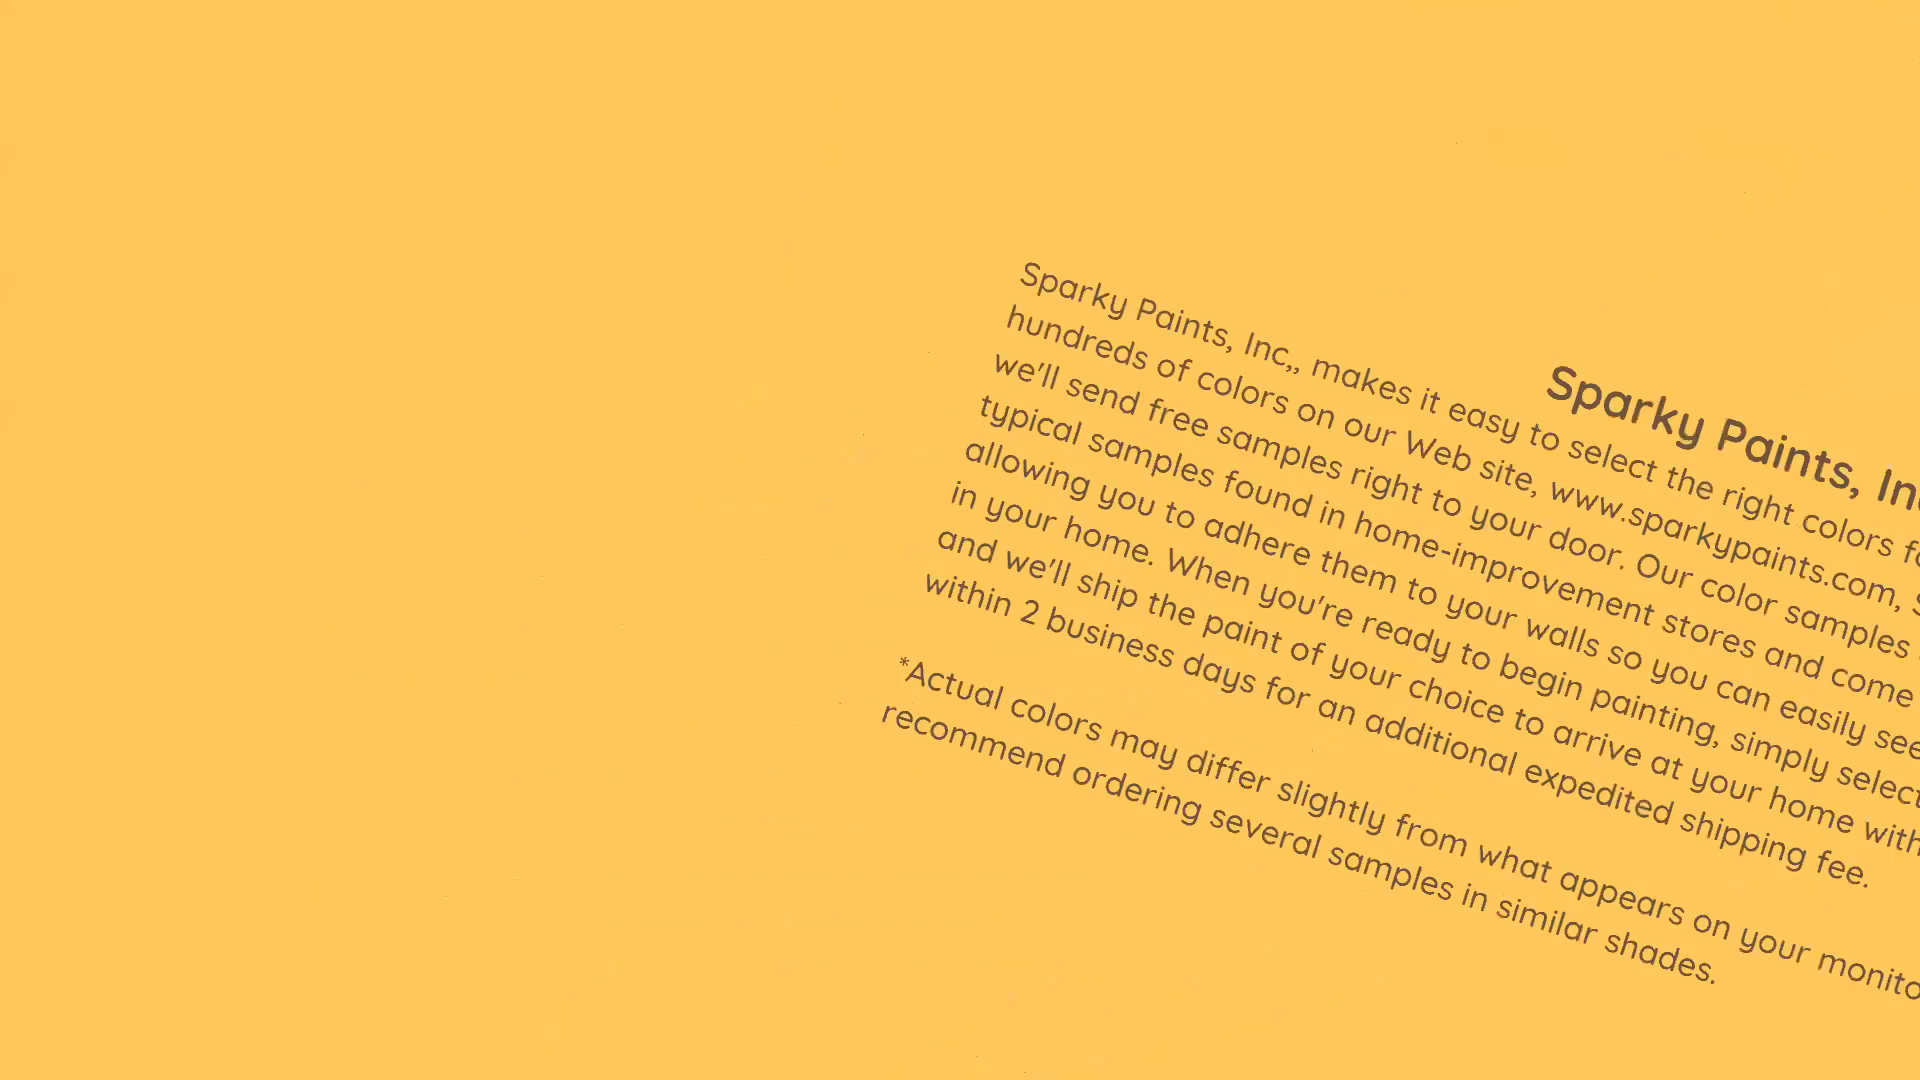 Sparky Paints, Inc
Sparky Paints, Inc,, makes it easy to select the right colors
hundreds of colors on our Web site, www.sparkypaints.com,
we'll send free samples right to your door. Our color samples
typical samples found in home-improvement stores and come
allowing you to adhere them to your walls so you can easily see
in your home. When you're ready to begin painting, simply select
and we'll ship the paint of your choice to arrive at your home
within 2 business days for an additional expedited shipping fee.
*Actual colors may differ slightly from what appears on your
recommend ordering several samples in similar shades.